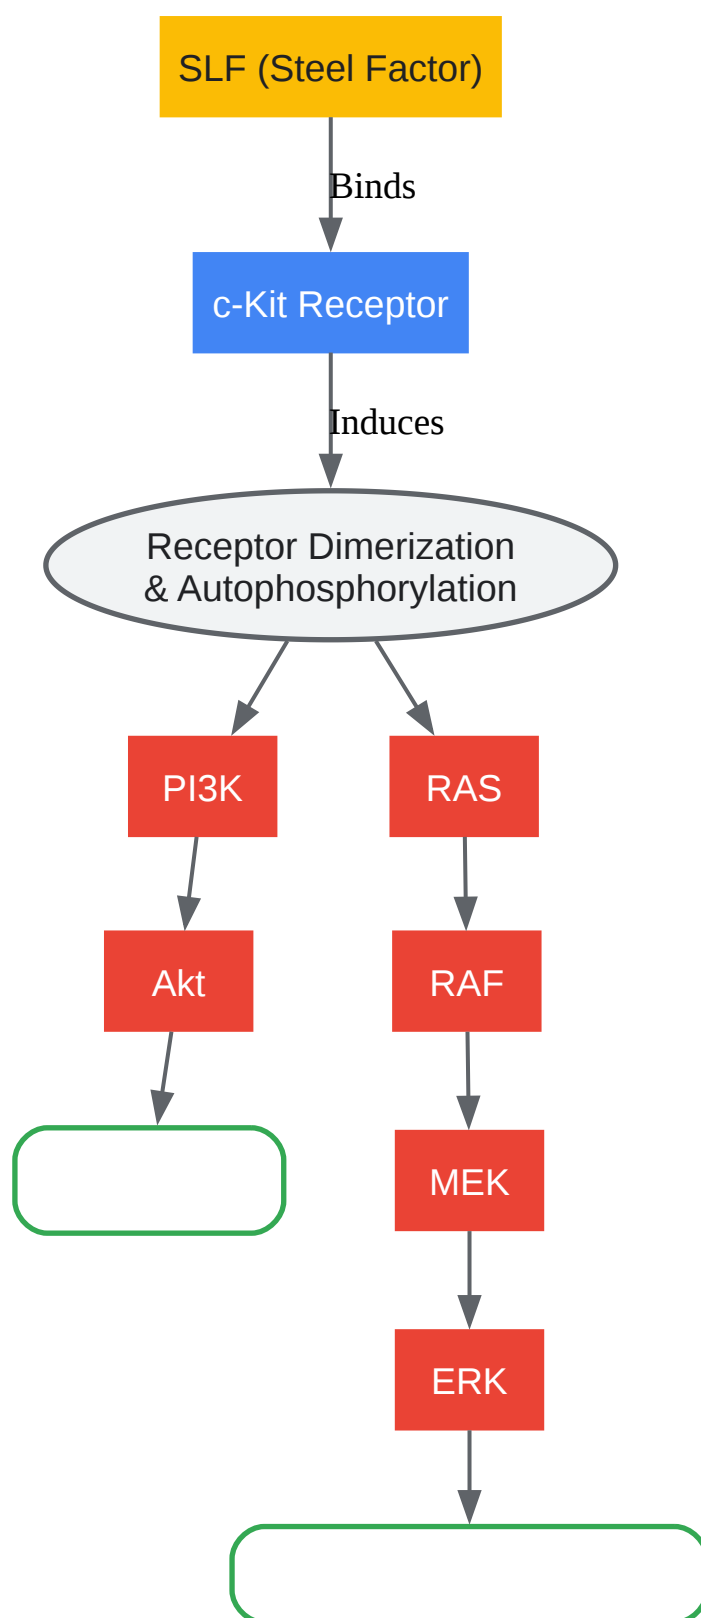 SLF (Steel Factor)
Binds
c-Kit Receptor
Induces
Receptor Dimerization
& Autophosphorylation
PI3K
RAS
Akt
RAF
MEK
ERK